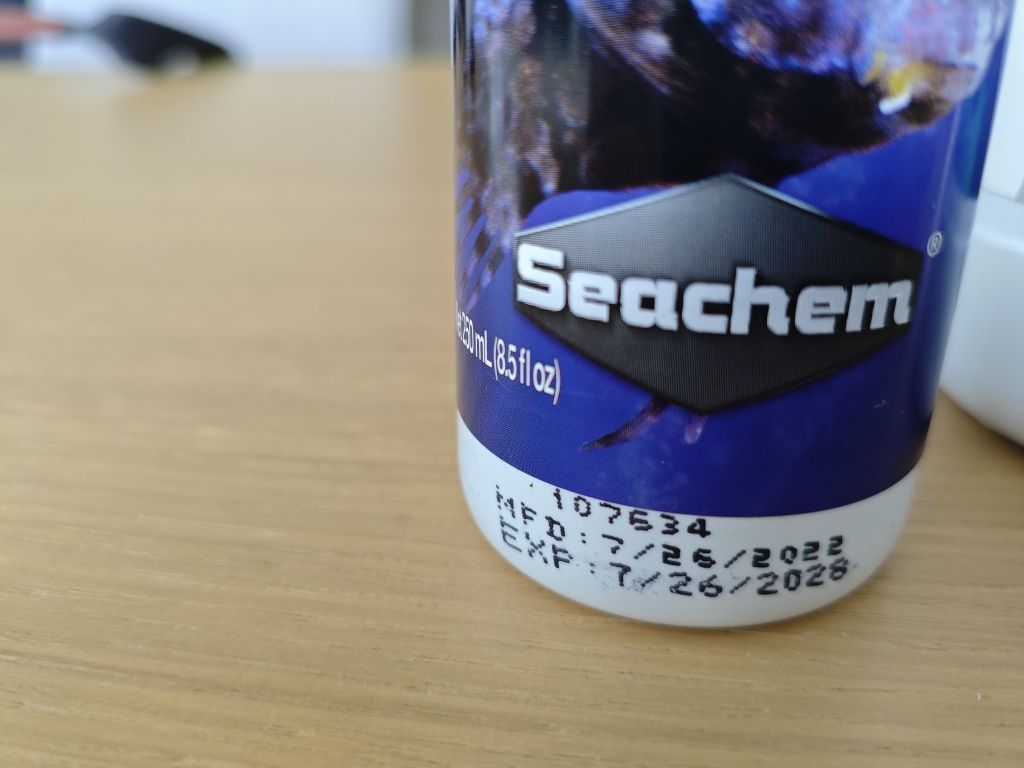 Seachem®
250 mL (8.5 fl oz)
107634
MFD: 7/26/2022
EXP: 7/26/2028